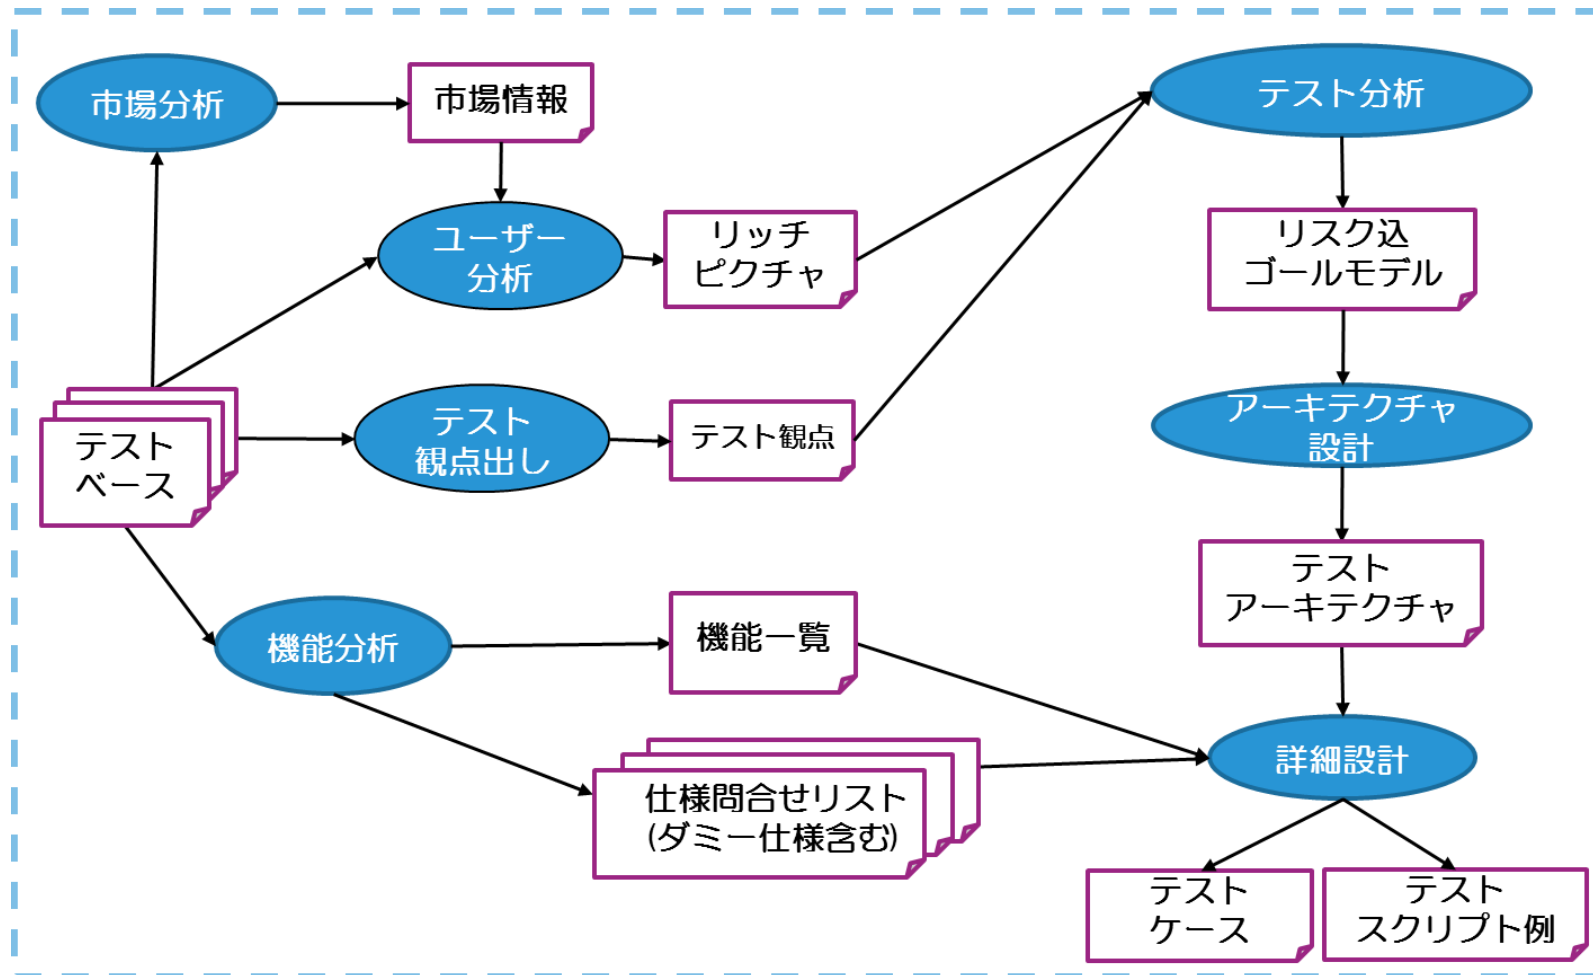 市場分析
市場情報
テスト分析
ユーザー
分析
リッチ
ピクチャ
リスク込
ゴールモデル
テスト
ベース
テスト
観点出し
テスト観点
アーキテクチャ
設計
テスト
アーキテクチャ
機能分析
機能一覧
仕様問合せリスト
(ダミー仕様含む)
詳細設計
テスト
ケース
テスト
スクリプト例